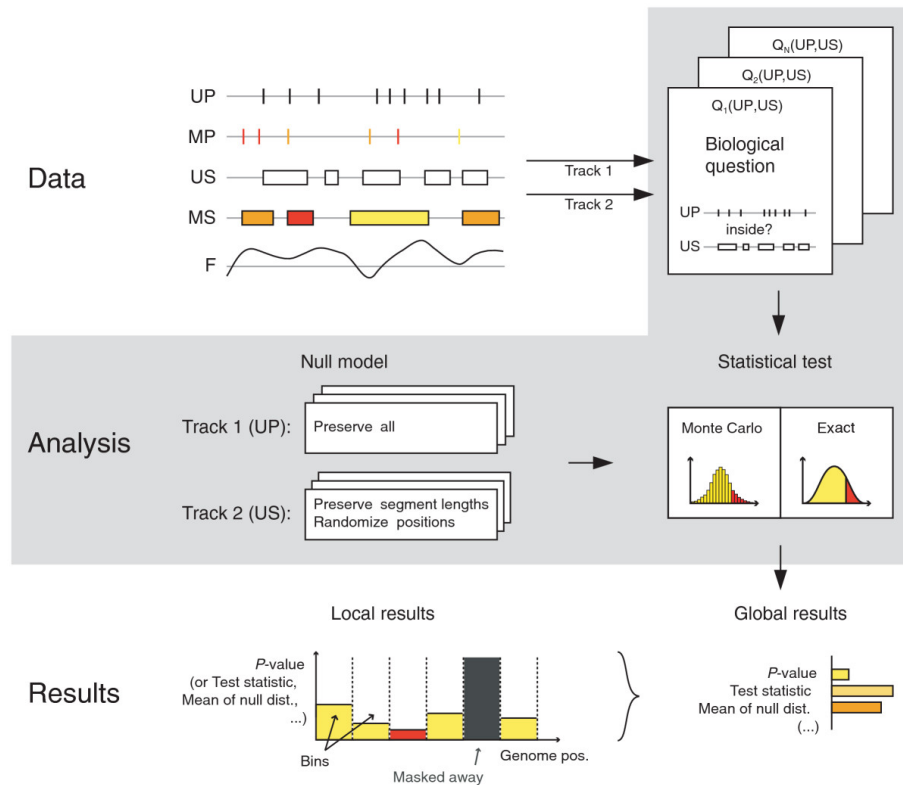 Data
UP
MP
US
MS
F
Track 1
Track 2
Q_N(UP,US)
Q_2(UP,US)
Q_1(UP,US)
Biological
question
UP
inside?
US
Analysis
Null model
Track 1 (UP):
Preserve all
Track 2 (US):
Preserve segment lengths
Randomize positions
Statistical test
Monte Carlo
Exact
Results
Local results
P-value
(or Test statistic,
Mean of null dist.,
...)
Bins
Masked away
Genome pos.
Global results
P-value
Test statistic
Mean of null dist.
(...)